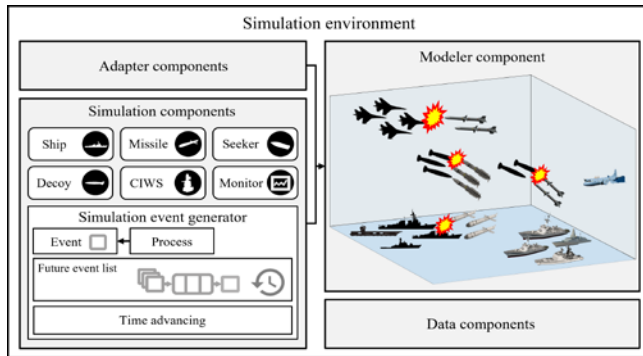 Simulation environment
Adapter components
Simulation components
Ship
Missile
Seeker
Decoy
CIWS
Monitor
Simulation event generator
Event
Process
Future event list
Time advancing
Modeler component
Data components